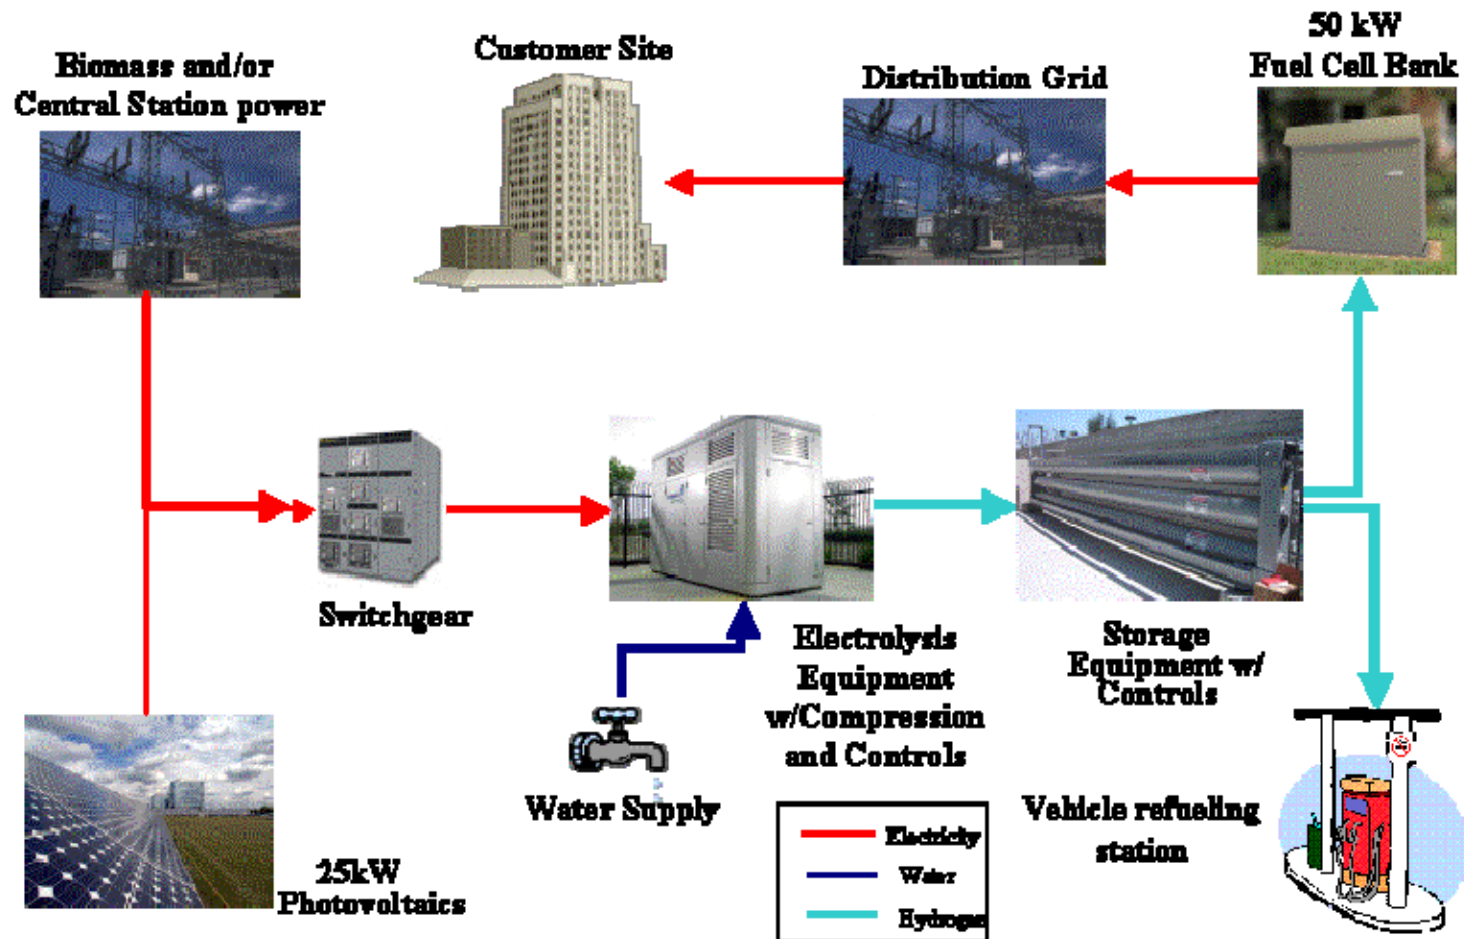 Biomass and/or
Central Station power
Customer Site
Distribution Grid
50 kW
Fuel Cell Bank
Switchgear
Electrolysis
Equipment
w/Compression
and Controls
Storage
Equipment w/
Controls
Water Supply
25kW
Photovoltaics
Vehicle refueling
station
Electricity
Water
Hydrogen